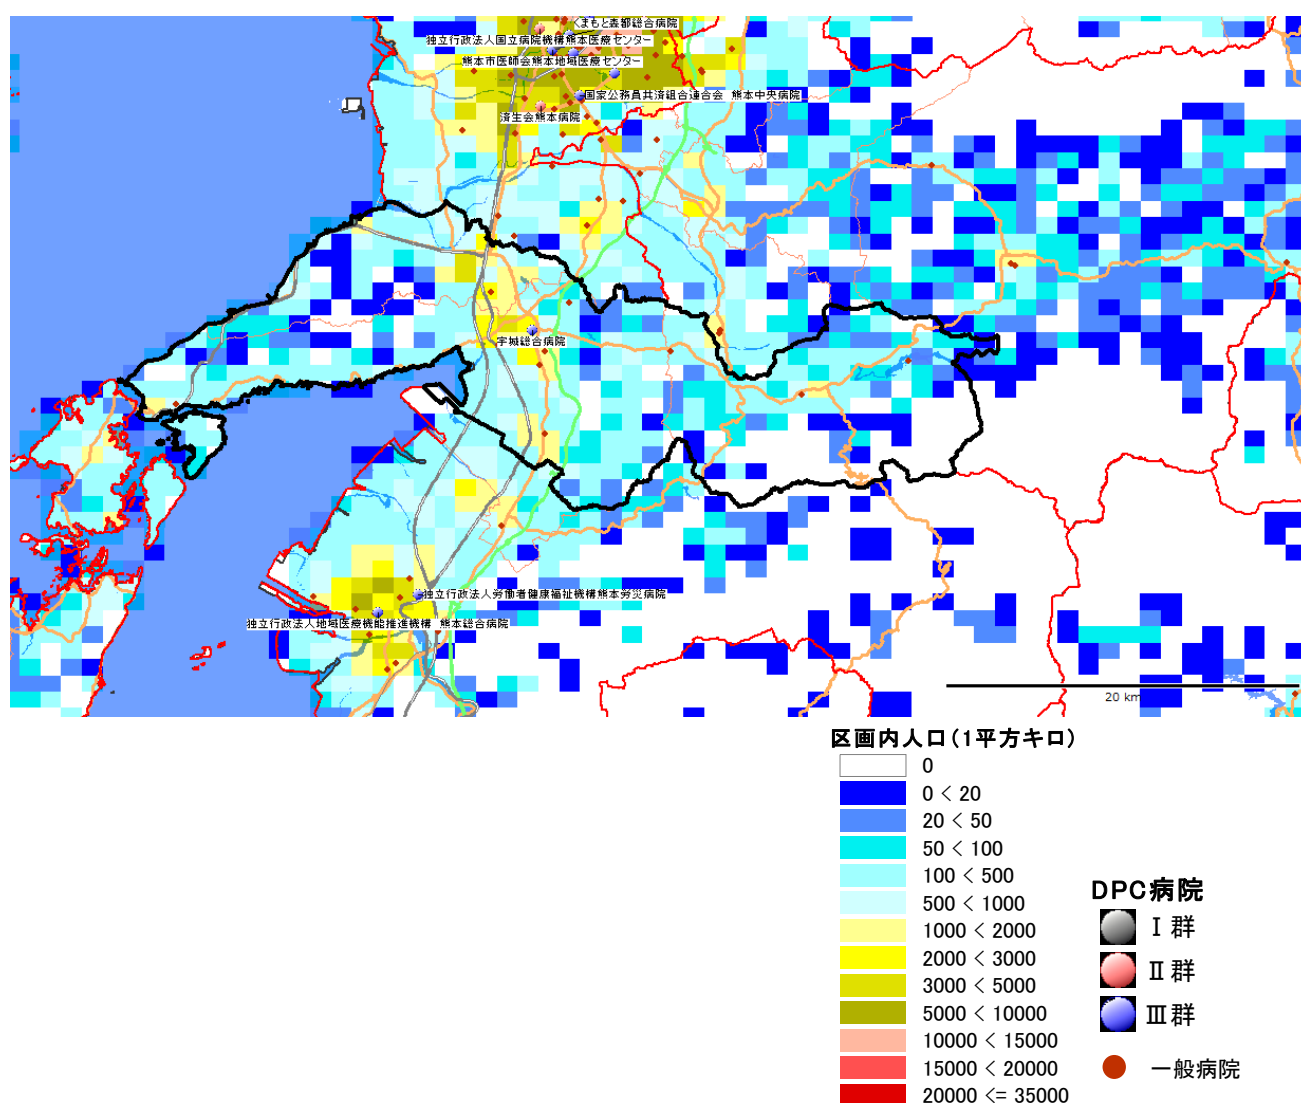 くまもと森都総合病院
独立行政法人国立病院機構熊本医療センター
熊本市医師会熊本地域医療センター
国家公務員共済組合連合会 熊本中央病院
済生会熊本病院
宇城総合病院
独立行政法人労働者健康福祉機構熊本労災病院
独立行政法人地域医療機能推進機構 熊本総合病院
20 km
区画内人口(1平方キロ)
0
0 < 20
20 < 50
50 < 100
100 < 500
500 < 1000
1000 < 2000
2000 < 3000
3000 < 5000
5000 < 10000
10000 < 15000
15000 < 20000
20000 <= 35000
DPC病院
Ⅰ群
Ⅱ群
Ⅲ群
一般病院